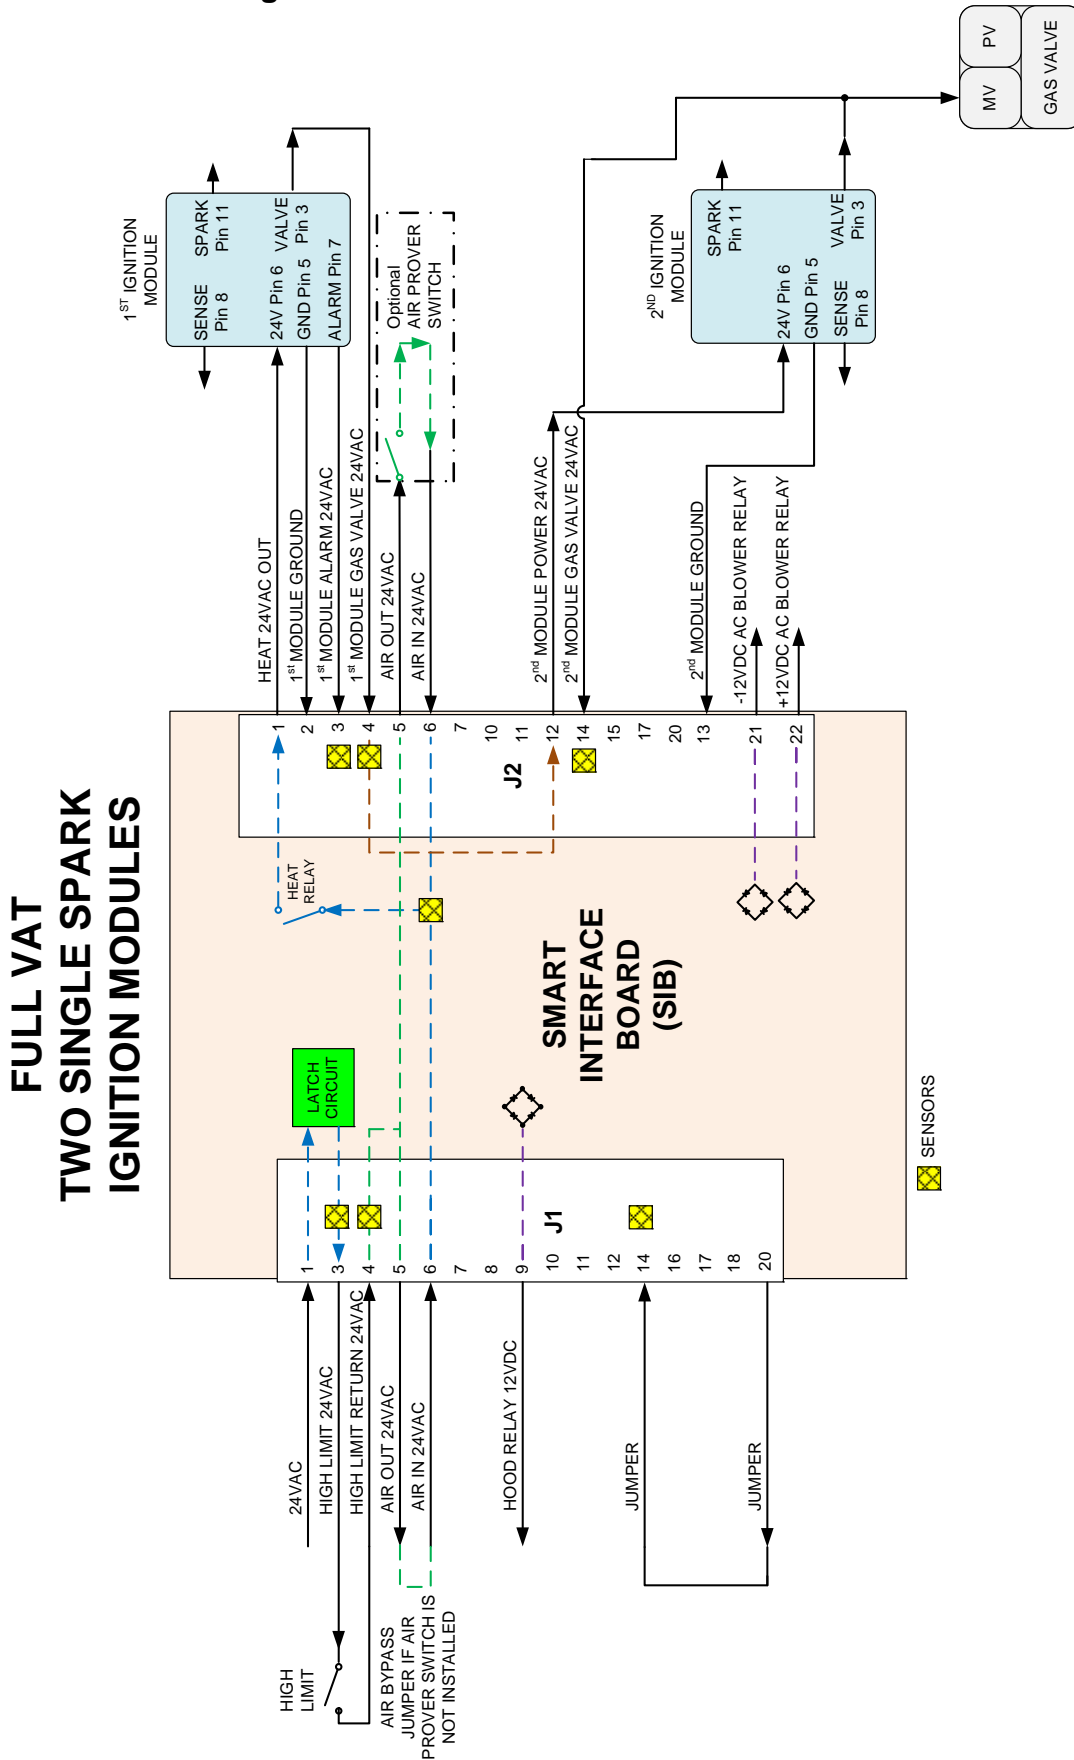 FULL VAT
TWO SINGLE SPARK
IGNITION MODULES
24VAC
HIGH LIMIT 24VAC
HIGH LIMIT RETURN 24VAC
AIR OUT 24VAC
AIR IN 24VAC
HIGH
LIMIT
AIR BYPASS
JUMPER IF AIR
PROVER SWITCH IS
NOT INSTALLED
HOOD RELAY 12VDC
JUMPER
JUMPER
1
3
4
5
6
7
8
9
10
11
12
14
16
17
18
20
J1
LATCH
CIRCUIT
HEAT
RELAY
SMART
INTERFACE
BOARD
(SIB)
SENSORS
J2
1
2
3
4
5
6
7
10
11
12
14
15
17
20
13
21
22
HEAT 24VAC OUT
1st MODULE GROUND
1st MODULE ALARM 24VAC
1st MODULE GAS VALVE 24VAC
AIR OUT 24VAC
AIR IN 24VAC
2nd MODULE POWER 24VAC
2nd MODULE GAS VALVE 24VAC
2nd MODULE GROUND
-12VDC AC BLOWER RELAY
+12VDC AC BLOWER RELAY
1ST IGNITION
MODULE
SENSE
Pin 8
SPARK
Pin 11
24V Pin 6
VALVE
Pin 3
GND Pin 5
ALARM Pin 7
Optional
AIR PROVER
SWITCH
2ND IGNITION
MODULE
SPARK
Pin 11
24V Pin 6
GND Pin 5
SENSE
Pin 8
VALVE
Pin 3
MV
PV
GAS VALVE